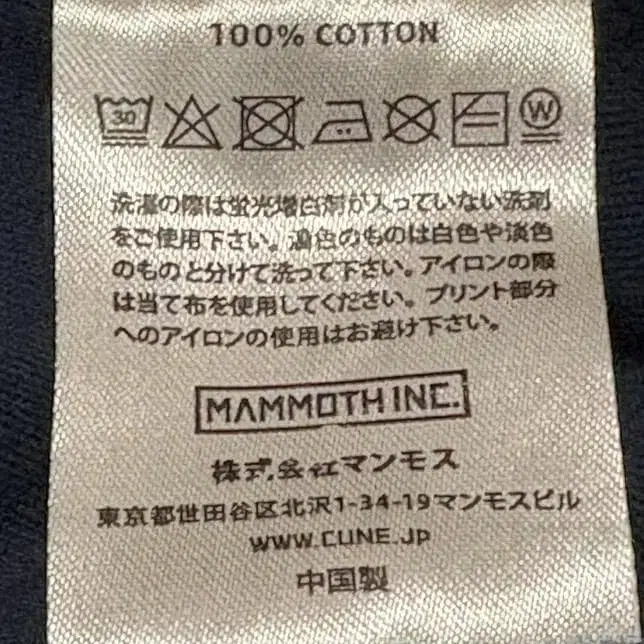 100% COTTON
30
W
洗濯の際は蛍光増白剤が入っていない洗剤
をご使用下さい。濃色のものは白色や淡色
のものと分けて洗って下さい。アイロンの際
は当て布を使用してください。プリント部分
へのアイロンの使用はお避け下さい。
MAMMOTH INC.
株式会社マンモス
東京都世田谷区北沢1-34-19マンモスビル
www.CUNE.Jp
中国製